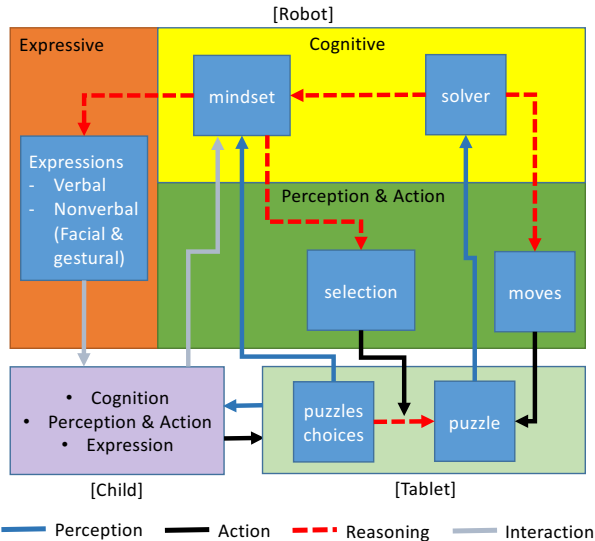 [Robot]
Expressive
Cognitive
mindset
solver
Expressions
- Verbal
- Nonverbal
(Facial &
gestural)
Perception & Action
selection
moves
• Cognition
• Perception & Action
• Expression
puzzles
choices
puzzle
[Child]
[Tablet]
Perception
Action
Reasoning
Interaction